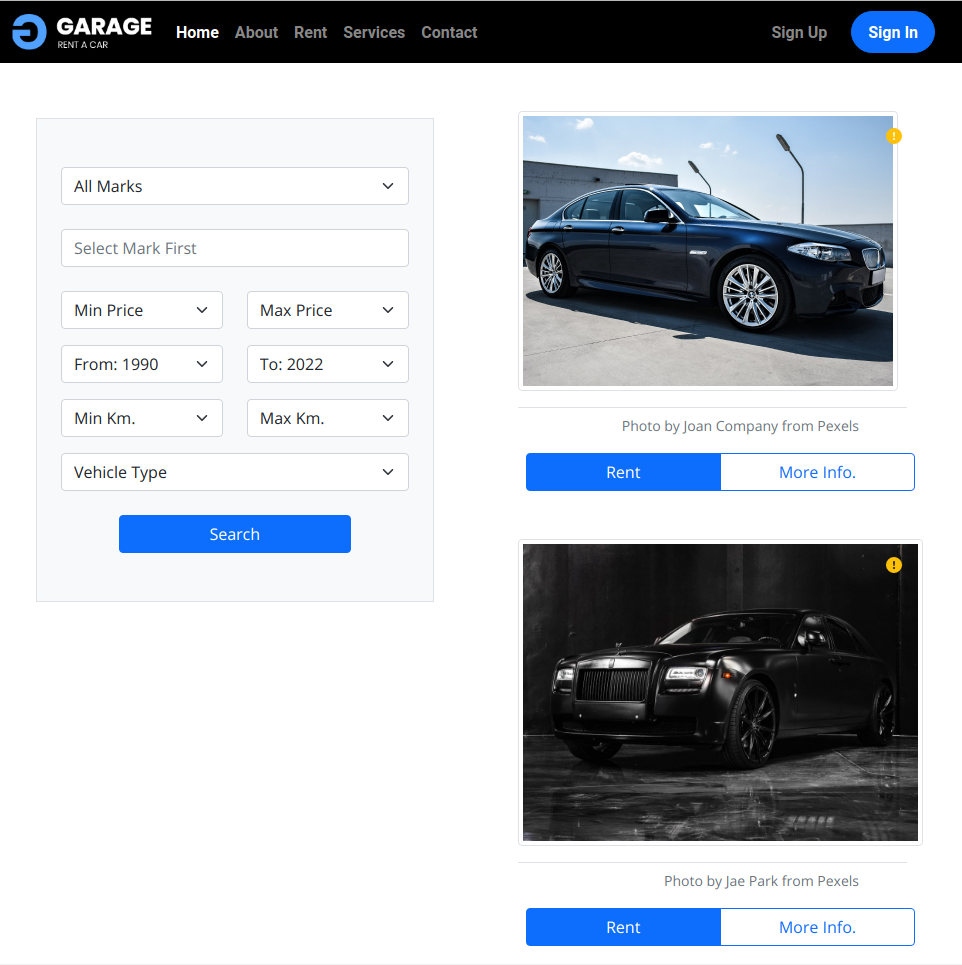 GARAGE
RENT A CAR
Home About Rent Services Contact
Sign Up Sign In
All Marks
Select Mark First
Min Price Max Price
From: 1990 To: 2022
Min Km. Max Km.
Vehicle Type
Search
!
Photo by Joan Company from Pexels
Rent More Info.
!
Photo by Jae Park from Pexels
Rent More Info.